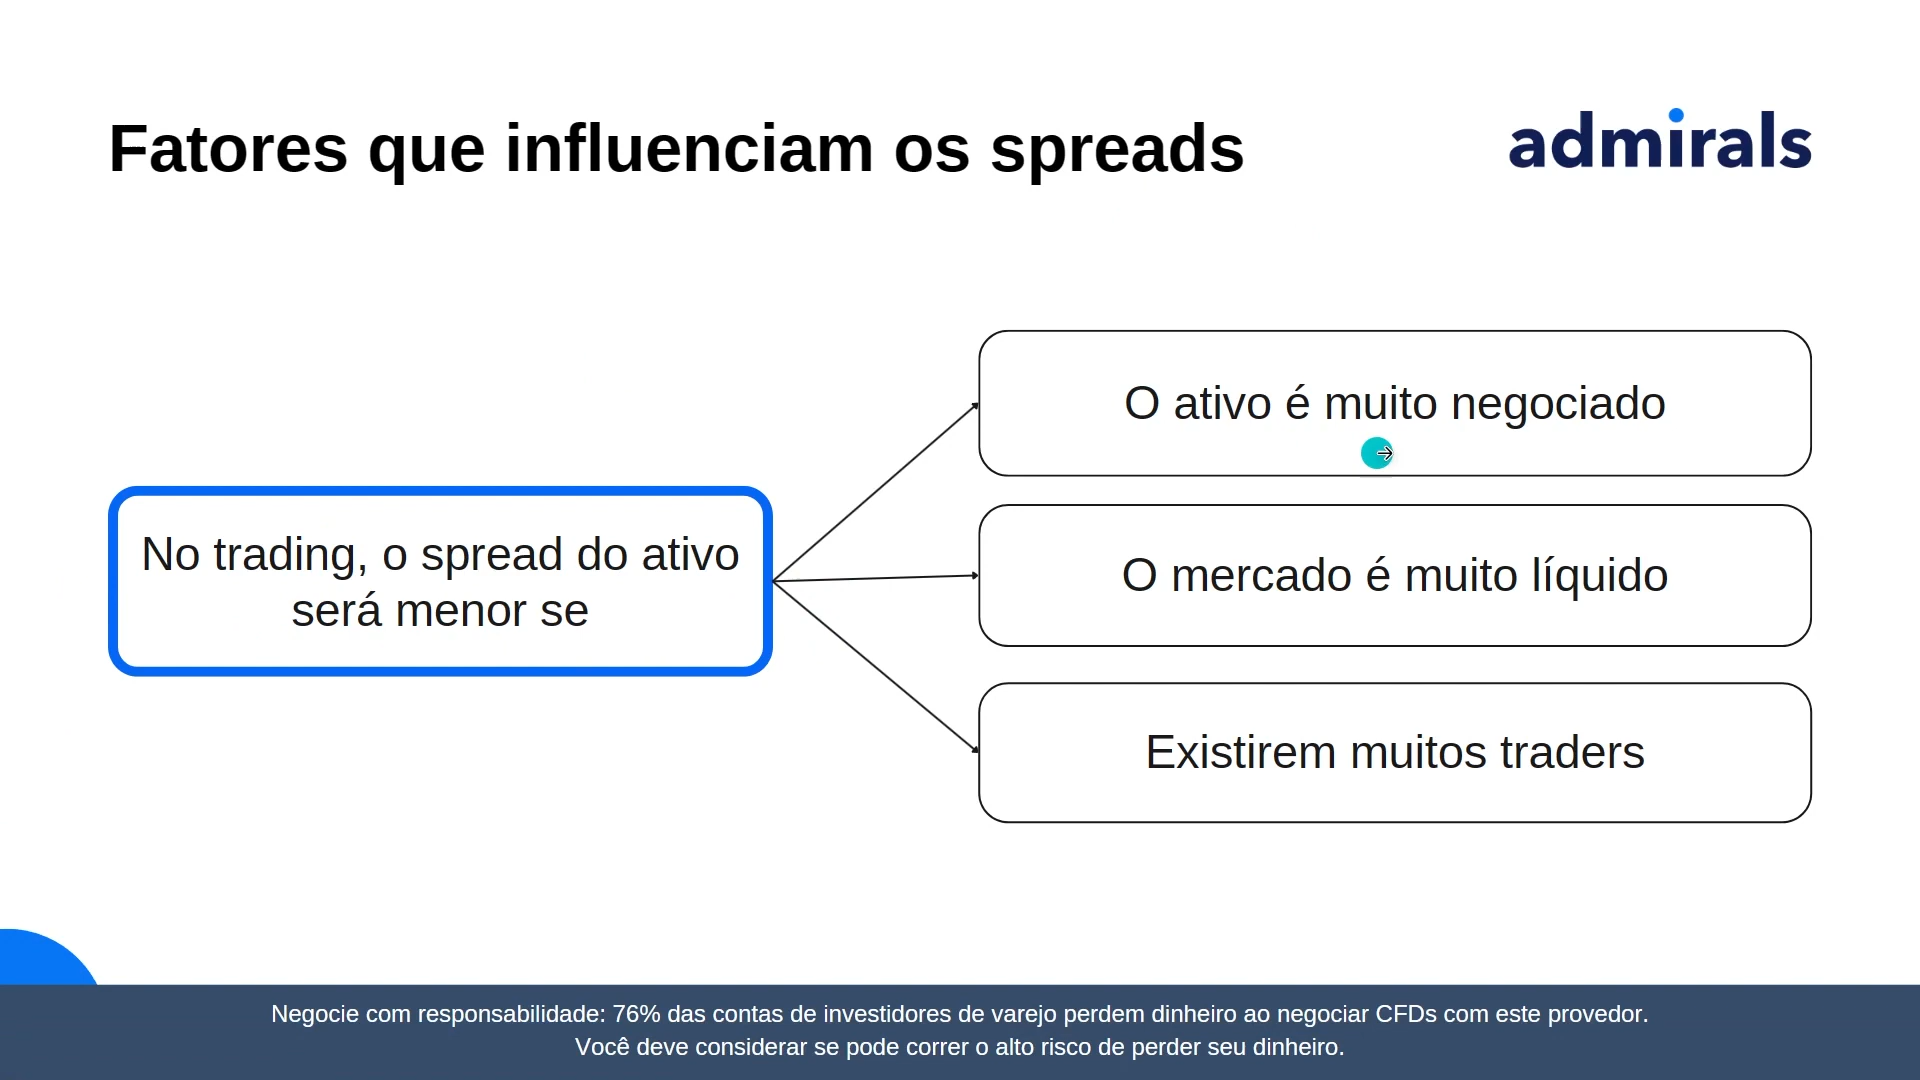 Fatores que influenciam os spreads
admirals
No trading, o spread do ativo
será menor se
O ativo é muito negociado
O mercado é muito líquido
Existirem muitos traders
Negocie com responsabilidade: 76% das contas de investidores de varejo perdem dinheiro ao negociar CFDs com este provedor.
Você deve considerar se pode correr o alto risco de perder seu dinheiro.